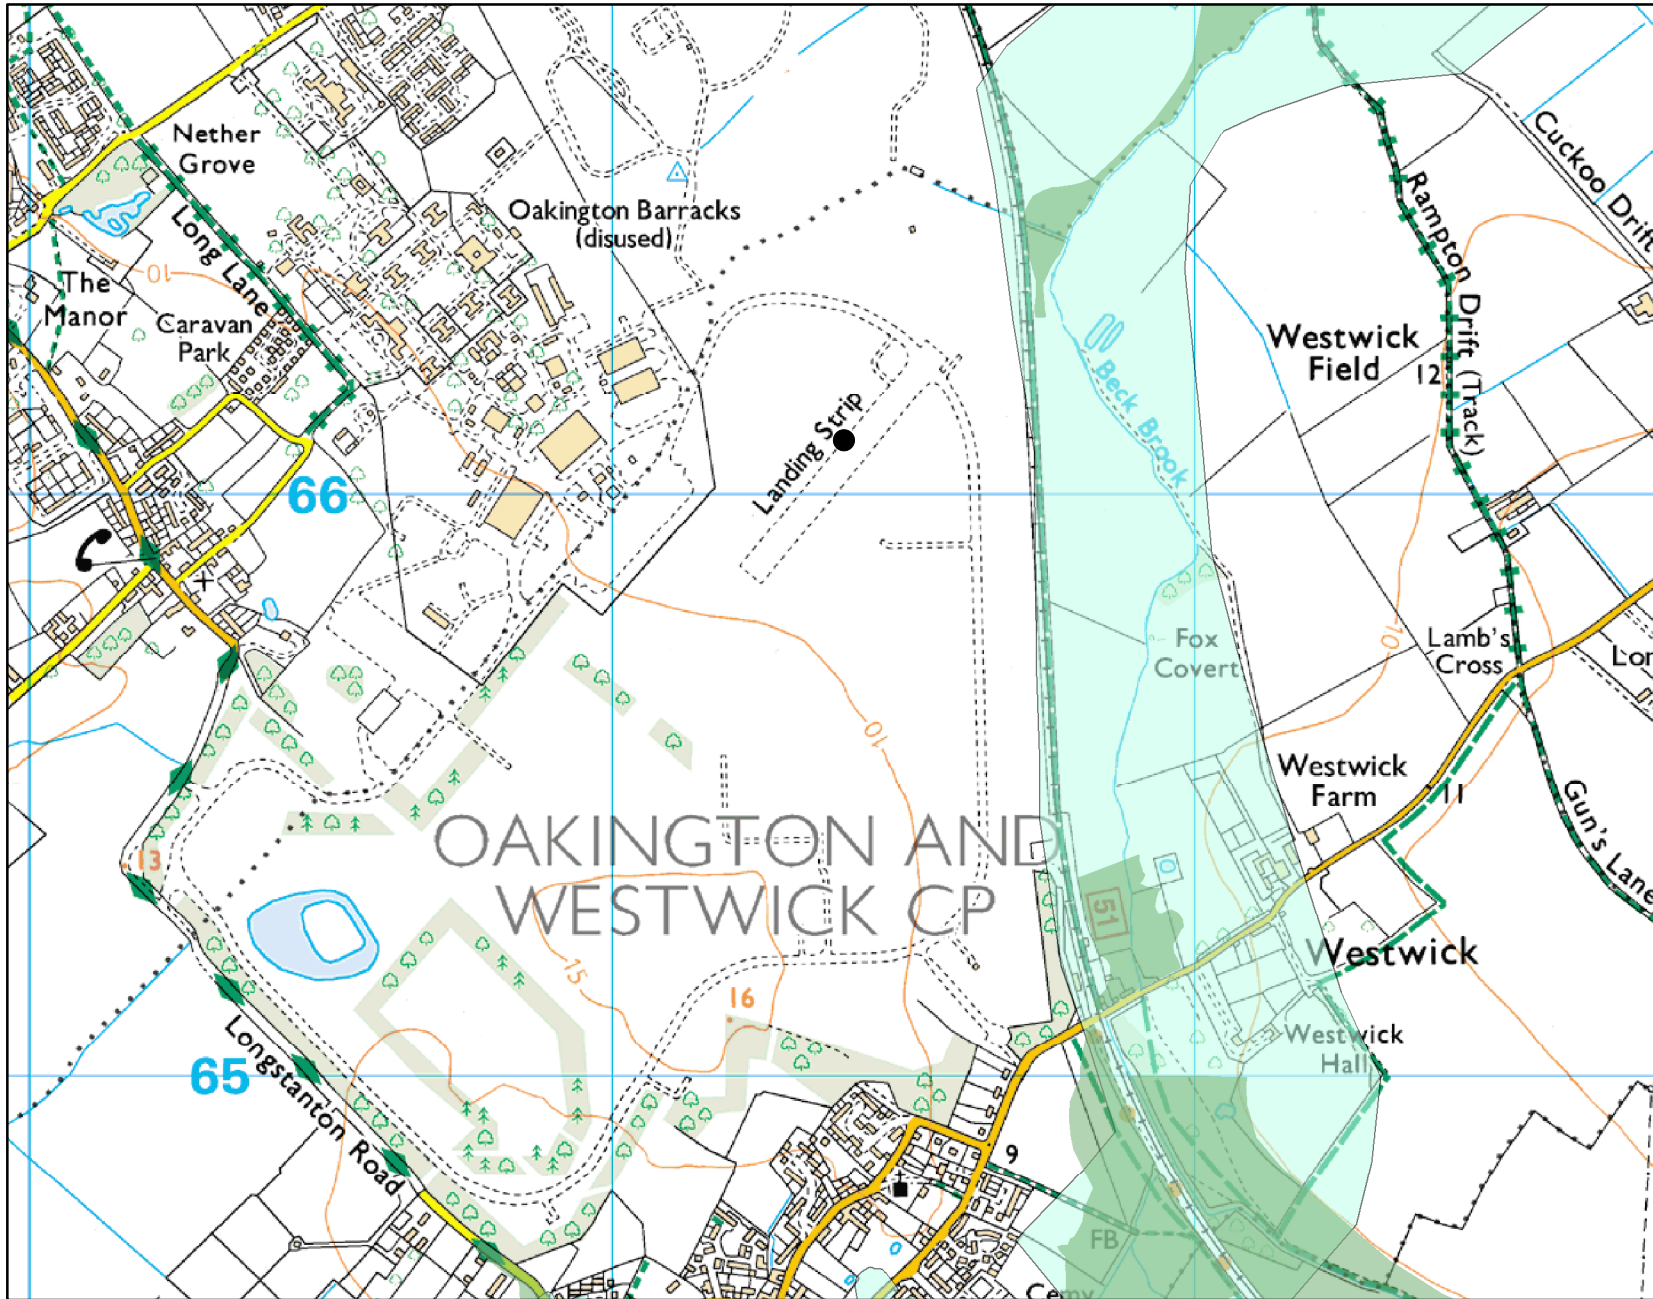 Nether
Grove
Long Lane
Oakington Barracks
(disused)
10
The
Manor
Caravan
Park
Cuckoo Drift
Rampton Drift (Track)
Westwick
Field
12
Beck Brook
Landing Strip
66
Fox
Covert
Lamb's
Cross
Lon
10
10
Westwick
Farm
11
Gun's Lane
13
OAKINGTON AND
WESTWICK CP
51
Westwick
15
16
Westwick
Hall
65
Longstanton Road
9
FB
Cemy